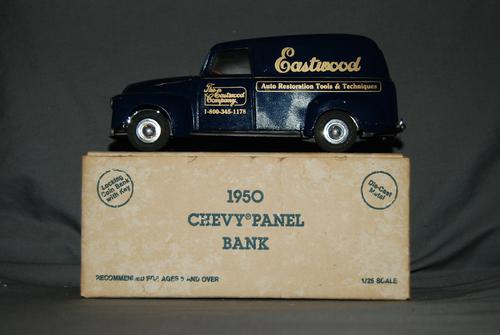 Eastwood
Auto Restoration Tools & Techniques
The
Eastwood
Company
1-800-345-1178
Locking
Coin Bank
with Key
Die-Cast
Metal
1950
CHEVY® PANEL
BANK
RECOMMENDED FOR AGES 5 AND OVER
1/25 SCALE